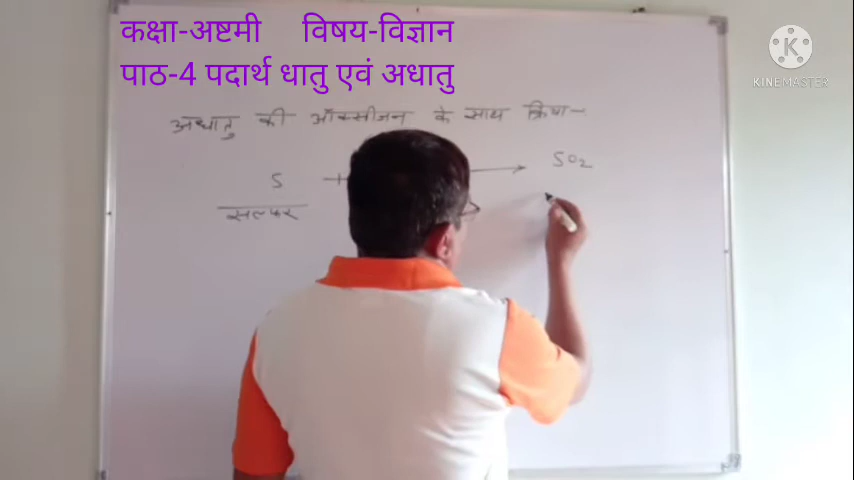 कक्षा-अष्टमी विषय-विज्ञान
पाठ-4 पदार्थ धातु एवं अधातु
KINEMASTER
अधातु की ऑक्सीजन के साथ क्रिया-
S + → SO2
सल्फर